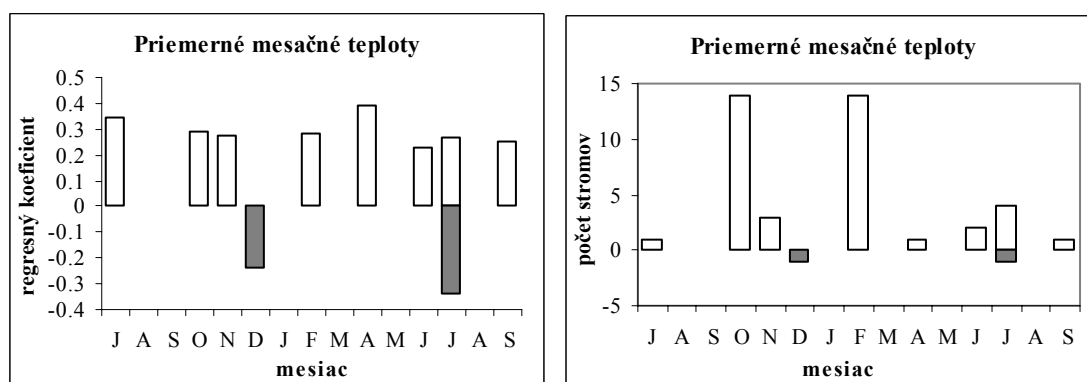 Priemerné mesačné teploty
regresný koeficient
0.5
0.4
0.3
0.2
0.1
0
-0.1
-0.2
-0.3
-0.4
J A S O N D J F M A M J J A S
mesiac
Priemerné mesačné teploty
počet stromov
15
10
5
0
-5
J A S O N D J F M A M J J A S
mesiac